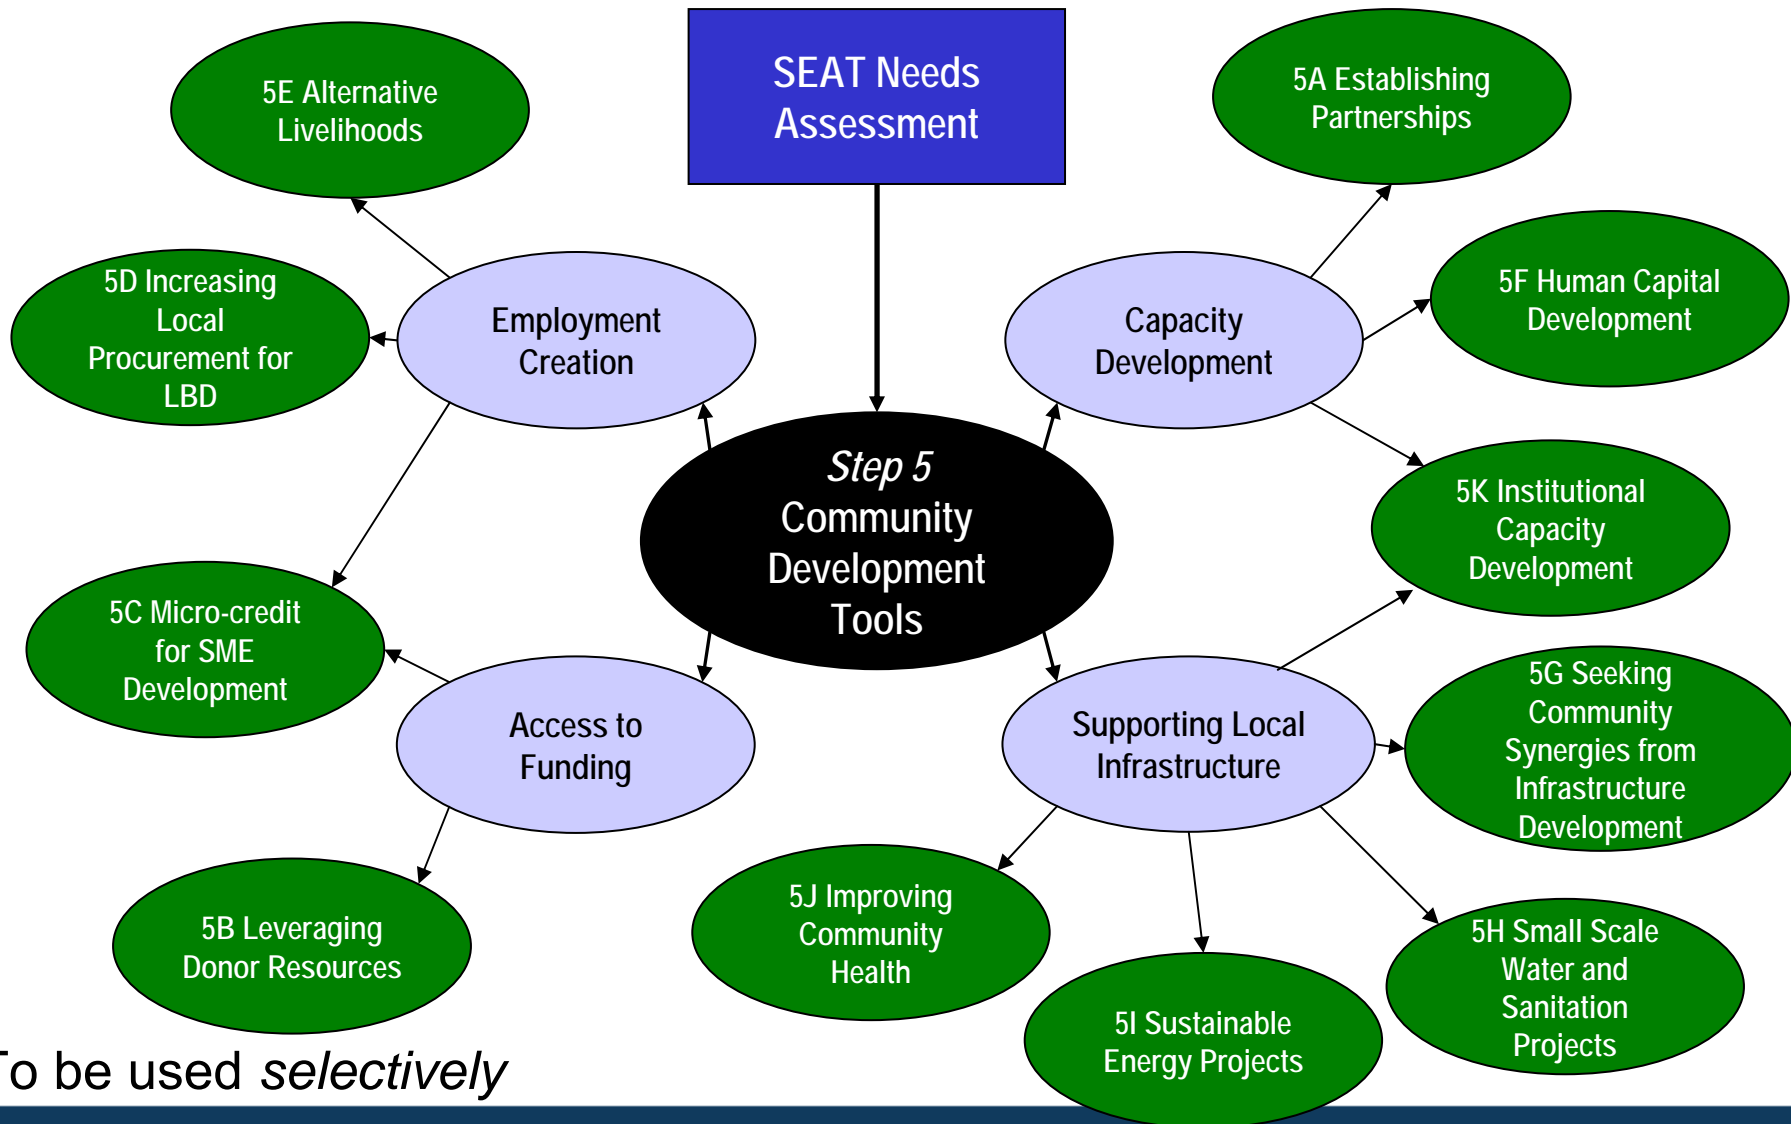 SEAT Needs
Assessment
5E Alternative
Livelihoods
5A Establishing
Partnerships
5D Increasing
Local
Procurement for
LBD
Employment
Creation
Capacity
Development
5F Human Capital
Development
Step 5
Community
Development
Tools
5K Institutional
Capacity
Development
5C Micro-credit
for SME
Development
Access to
Funding
Supporting Local
Infrastructure
5G Seeking
Community
Synergies from
Infrastructure
Development
5B Leveraging
Donor Resources
5J Improving
Community
Health
5I Sustainable
Energy Projects
5H Small Scale
Water and
Sanitation
Projects
To be used selectively